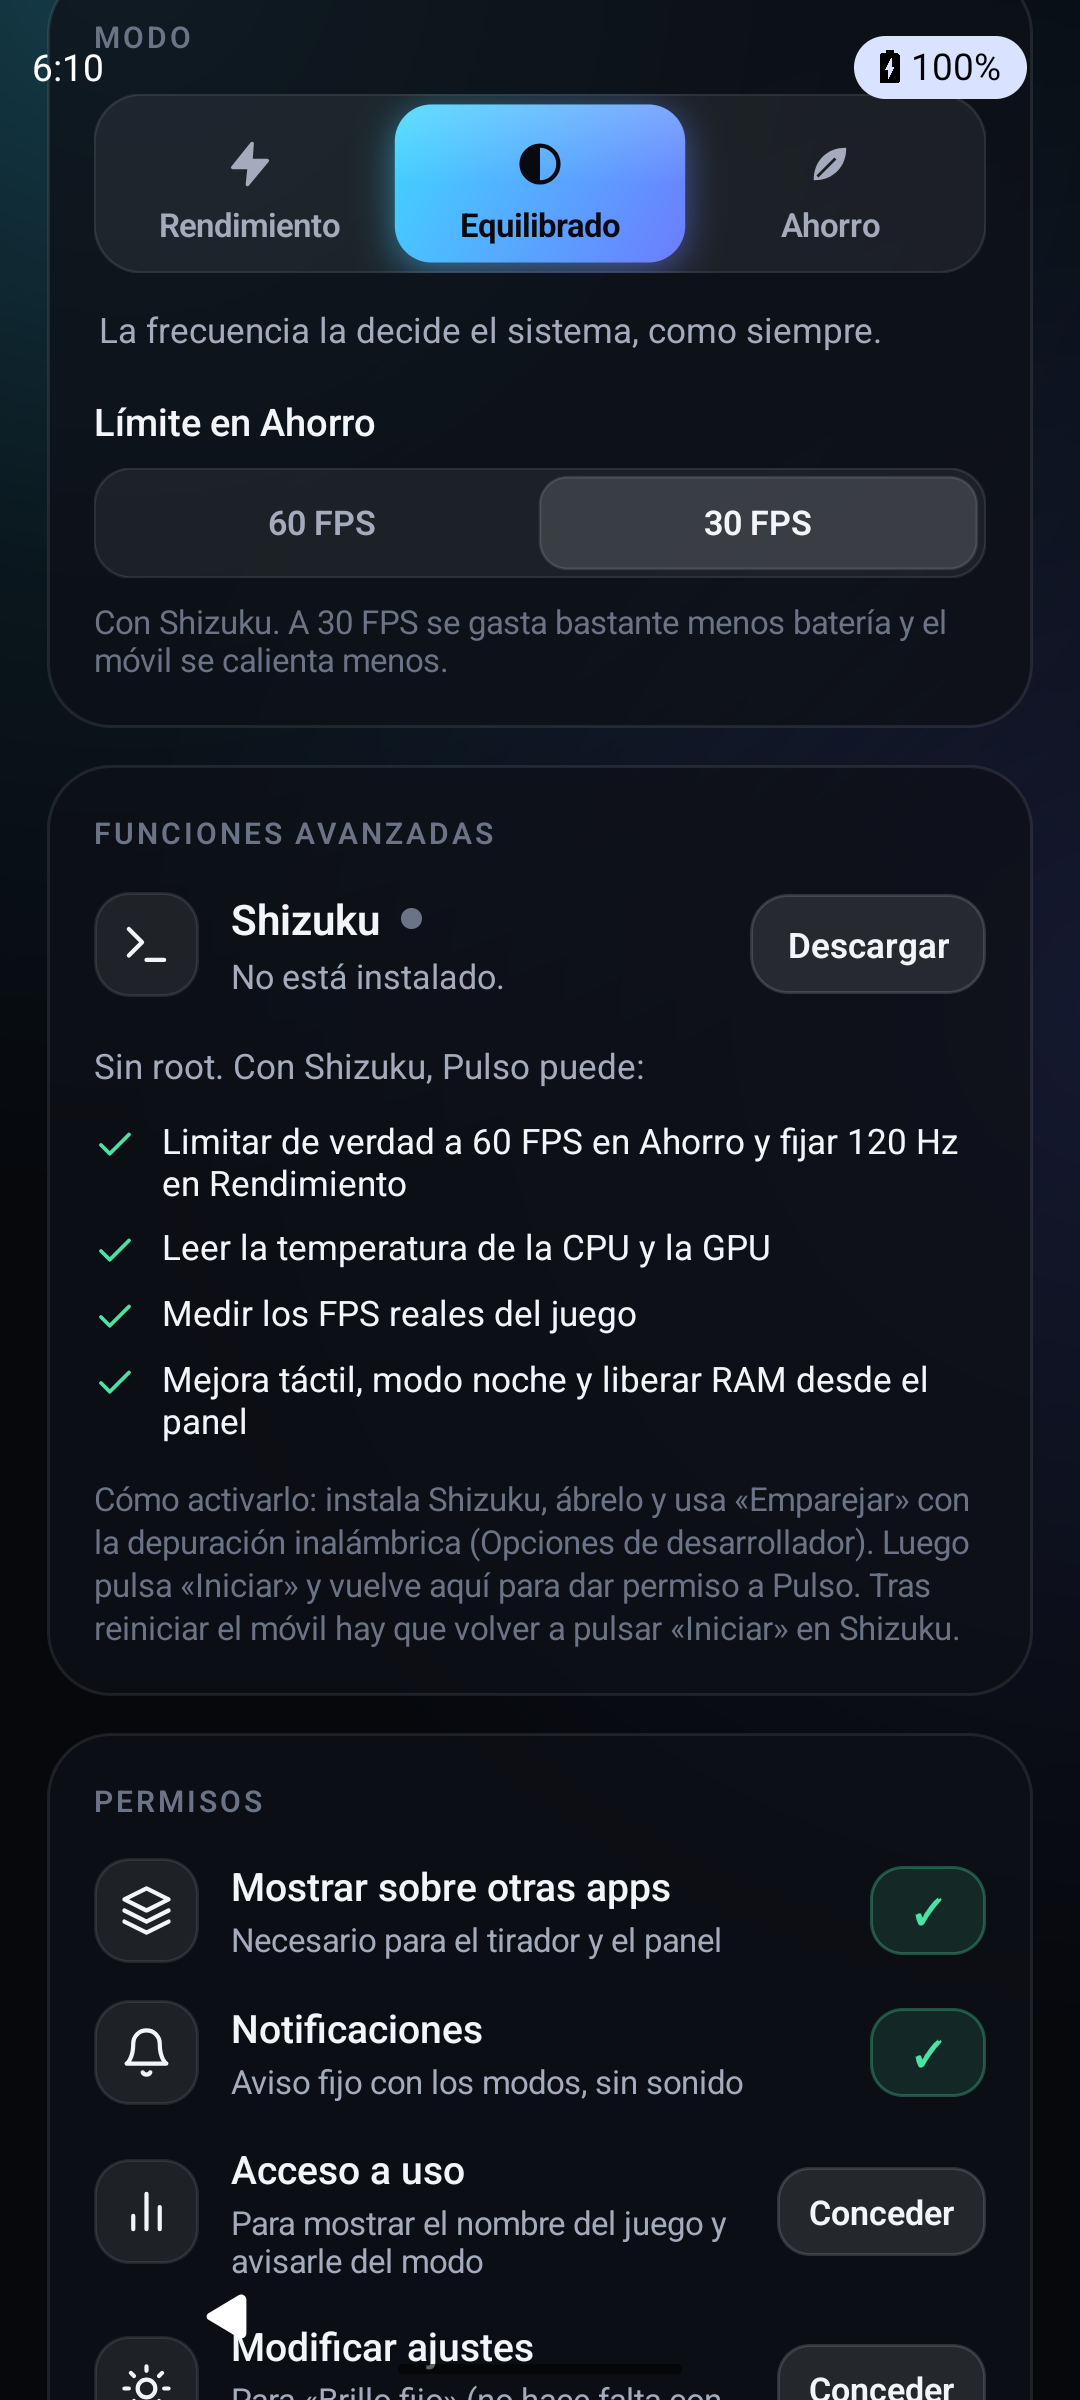 MODO
6:10
100%
Rendimiento
Equilibrado
Ahorro
La frecuencia la decide el sistema, como siempre.
Límite en Ahorro
60 FPS
30 FPS
Con Shizuku. A 30 FPS se gasta bastante menos batería y el
móvil se calienta menos.
FUNCIONES AVANZADAS
Shizuku
No está instalado.
Descargar
Sin root. Con Shizuku, Pulso puede:
Limitar de verdad a 60 FPS en Ahorro y fijar 120 Hz
en Rendimiento
Leer la temperatura de la CPU y la GPU
Medir los FPS reales del juego
Mejora táctil, modo noche y liberar RAM desde el
panel
Cómo activarlo: instala Shizuku, ábrelo y usa «Emparejar» con
la depuración inalámbrica (Opciones de desarrollador). Luego
pulsa «Iniciar» y vuelve aquí para dar permiso a Pulso. Tras
reiniciar el móvil hay que volver a pulsar «Iniciar» en Shizuku.
PERMISOS
Mostrar sobre otras apps
Necesario para el tirador y el panel
Notificaciones
Aviso fijo con los modos, sin sonido
Acceso a uso
Para mostrar el nombre del juego y
avisarle del modo
Conceder
Modificar ajustes
Para «Brillo fijo» (no hace falta con
Conceder